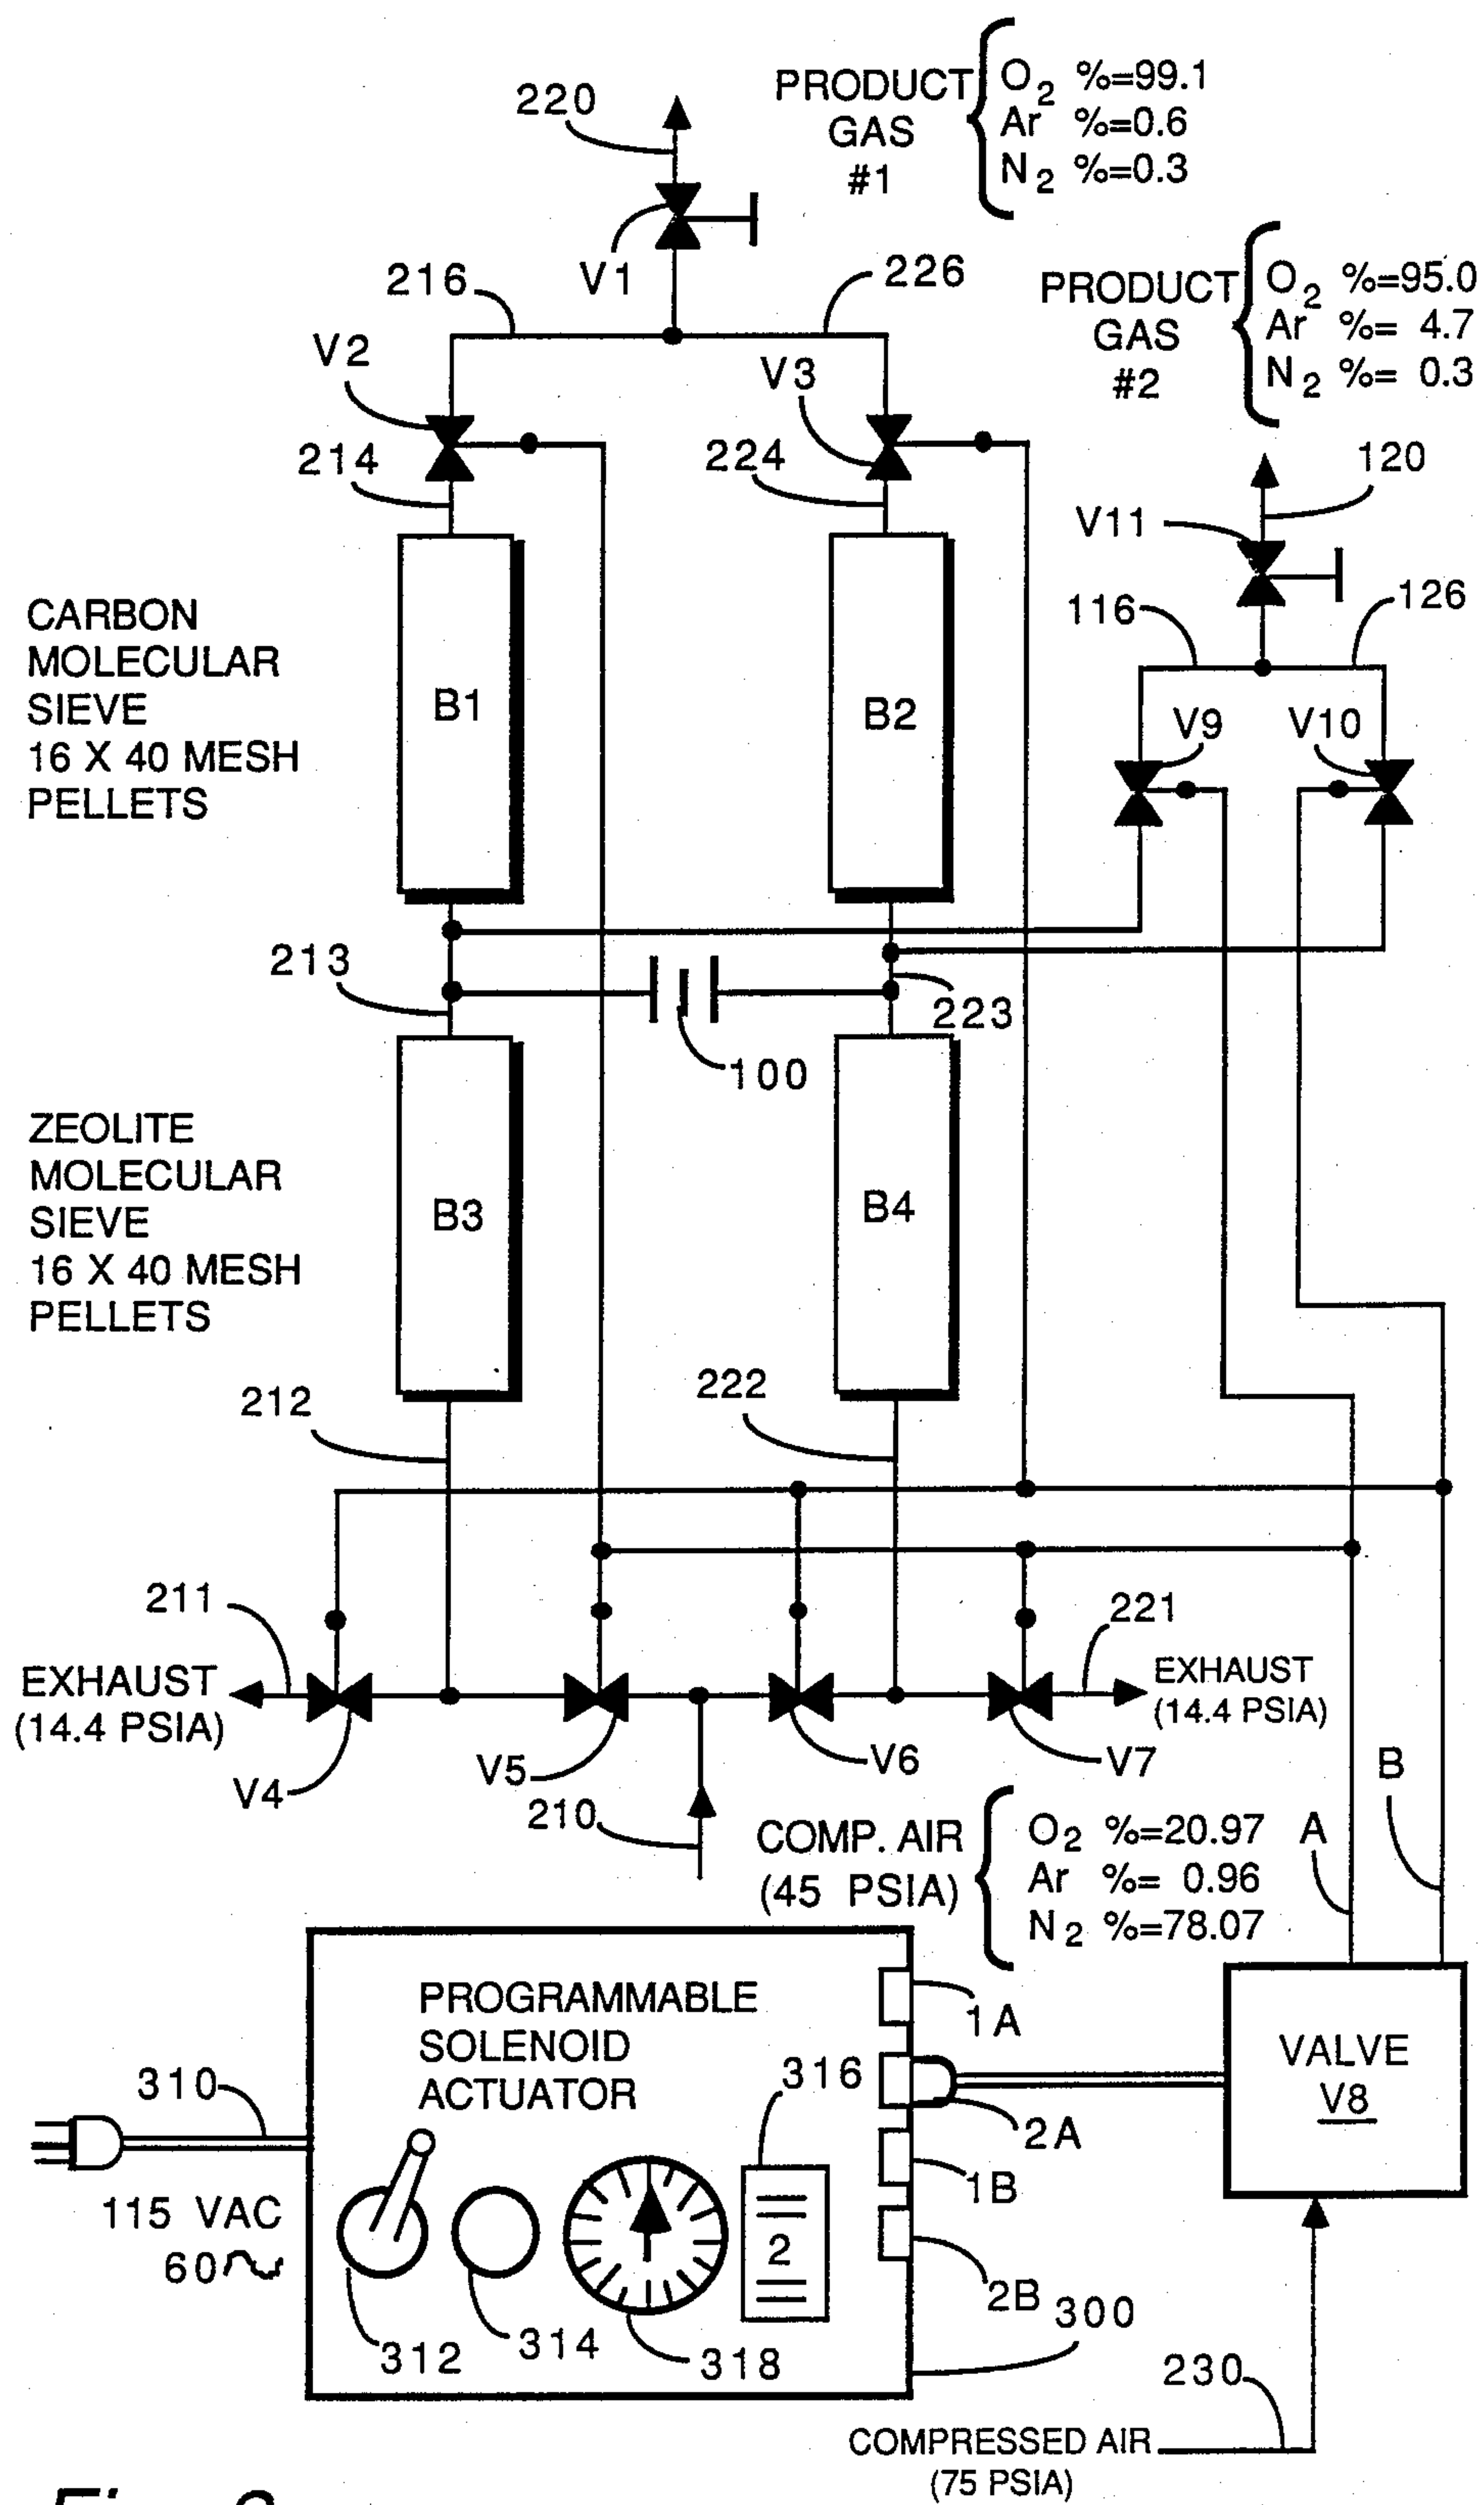 220
PRODUCT GAS #1
O2 %=99.1
Ar %=0.6
N2 %=0.3
V1
216
226
PRODUCT GAS #2
O2 %=95.0
Ar %= 4.7
N2 %= 0.3
V2
V3
214
224
120
V11
116
126
CARBON
MOLECULAR
SIEVE
16 X 40 MESH
PELLETS
B1
B2
V9
V10
213
223
100
ZEOLITE
MOLECULAR
SIEVE
16 X 40 MESH
PELLETS
B3
B4
212
222
211
221
EXHAUST
(14.4 PSIA)
EXHAUST
(14.4 PSIA)
V4
V5
V6
V7
210
COMP. AIR
(45 PSIA)
O2 %=20.97
Ar %= 0.96
N2 %=78.07
A
B
PROGRAMMABLE
SOLENOID
ACTUATOR
1A
2A
1B
2B
VALVE
V8
310
316
115 VAC
60
2
312
314
318
300
230
COMPRESSED AIR
(75 PSIA)